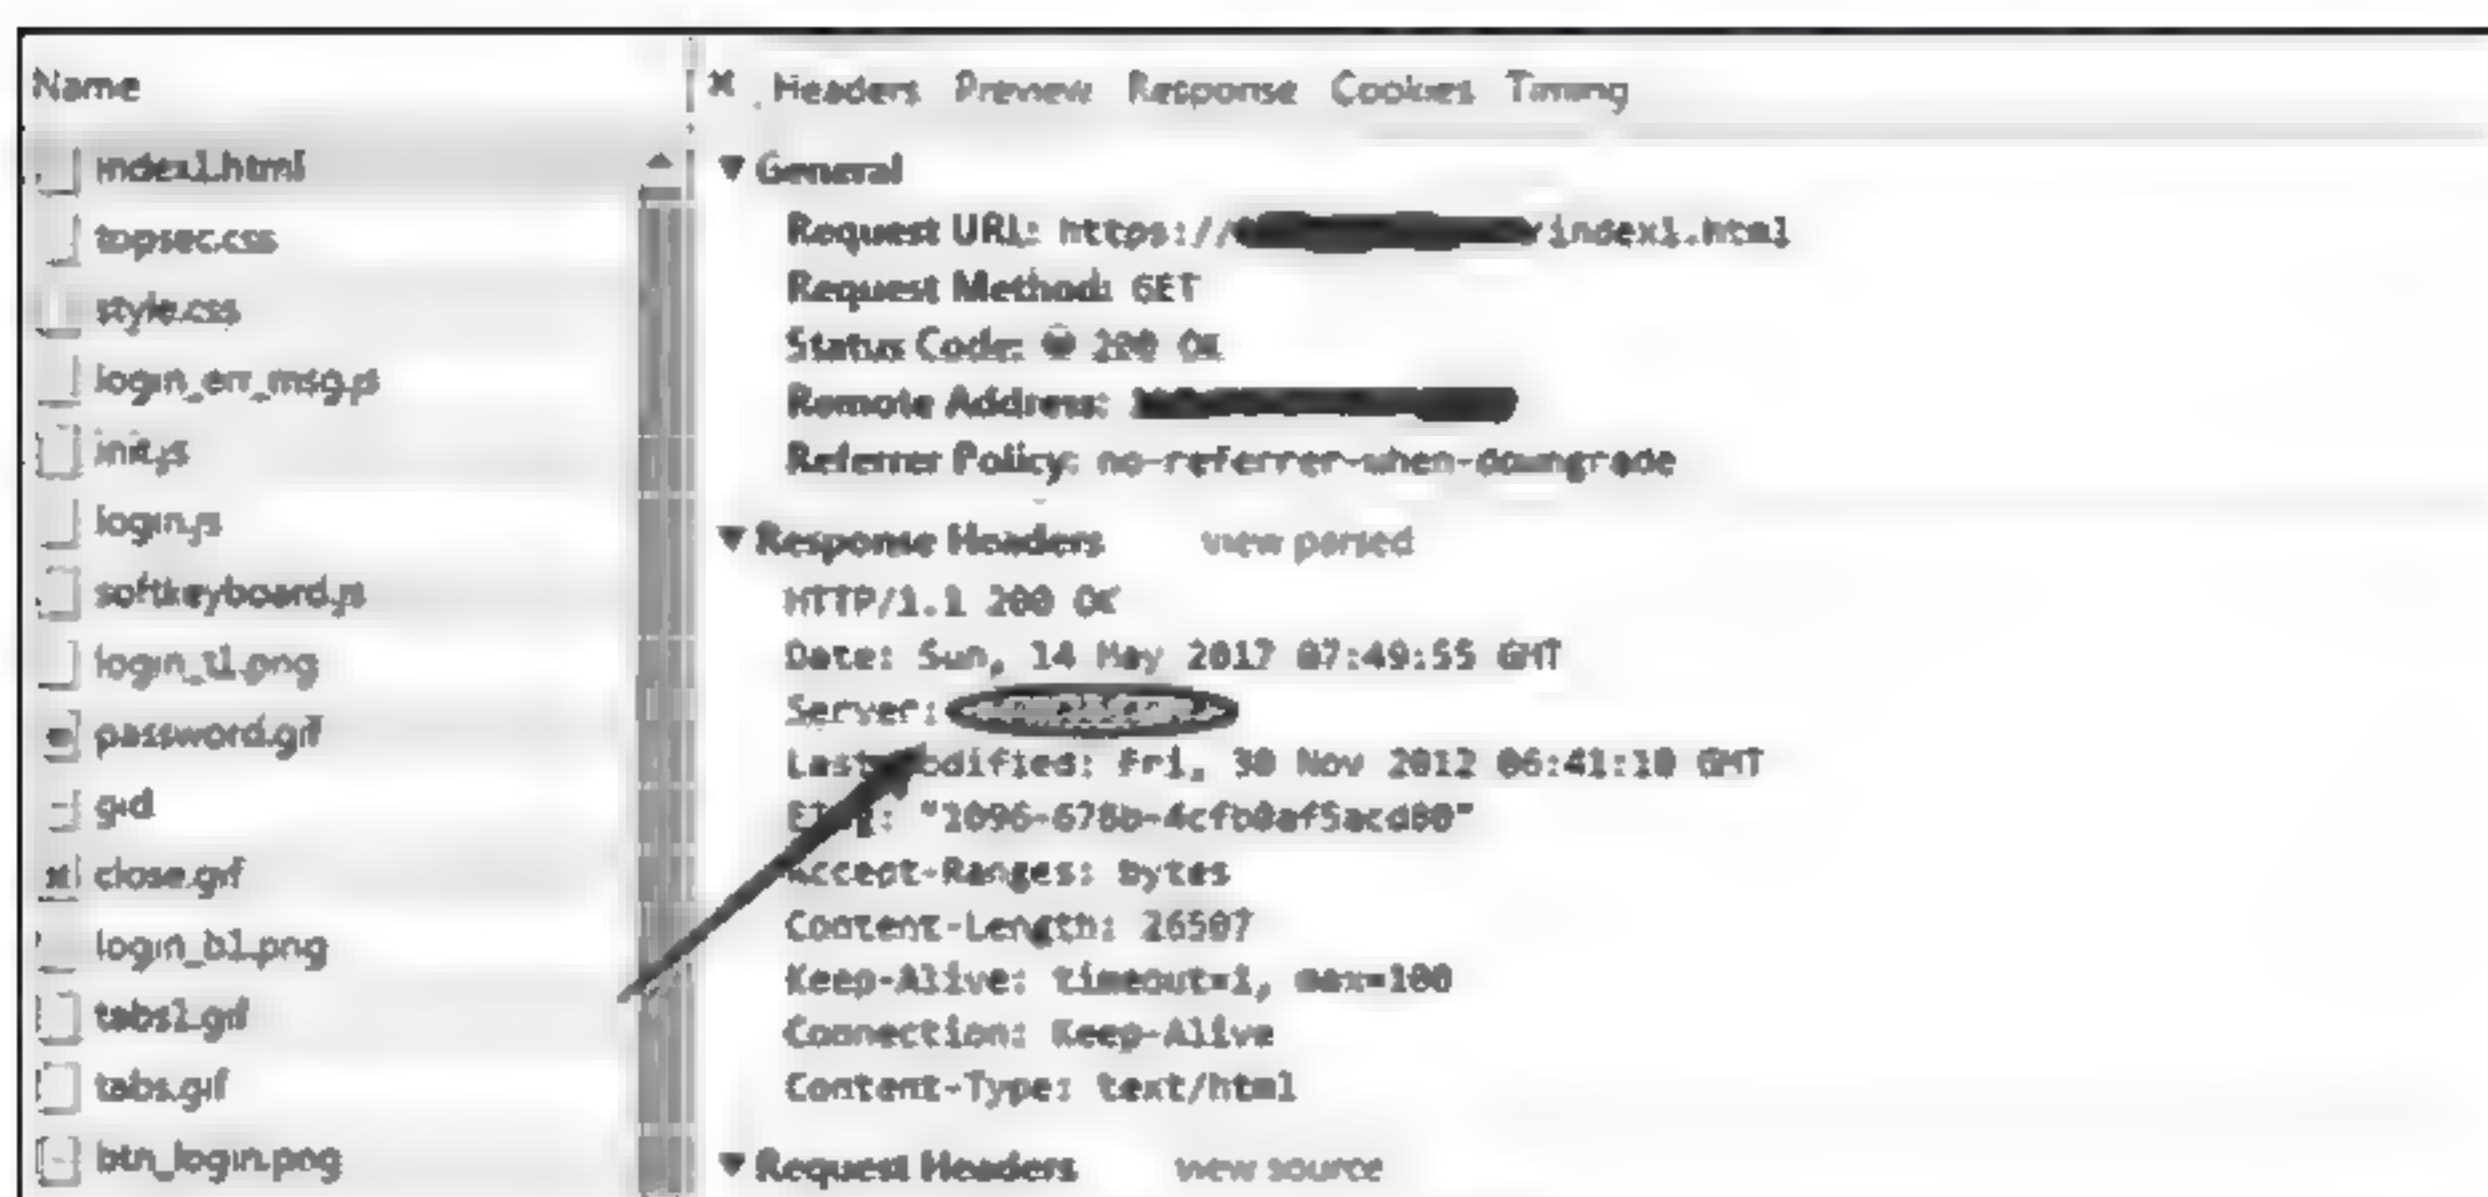 Name
index1.html
topsec.css
style.css
login_err_msg.js
init.js
login.js
softkeyboard.js
login_t1.png
password.gif
gid
close.gif
login_b1.png
tabs1.gif
tabs.gif
btn_login.png
× Headers Preview Response Cookies Timing
▼ General
Request URL: https:// /index1.html
Request Method: GET
Status Code: 200 OK
Remote Address:
Referrer Policy: no-referrer-when-downgrade
▼ Response Headers view parsed
HTTP/1.1 200 OK
Date: Sun, 14 May 2017 07:49:55 GMT
Server:
Last-Modified: Fri, 30 Nov 2012 06:41:10 GMT
ETag:
Accept-Ranges: bytes
Content-Length: 26507
Keep-Alive: timeout=1, max=100
Connection: Keep-Alive
Content-Type: text/html
▼ Request Headers view source